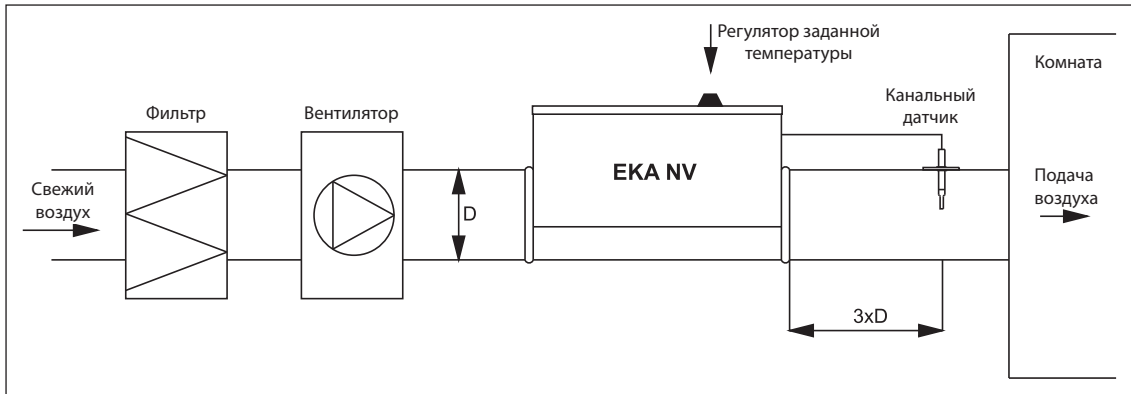 Регулятор заданной
температуры
Комната
Фильтр
Вентилятор
Канальный
датчик
EKA NV
Свежий
воздух
D
Подача
воздуха
3xD